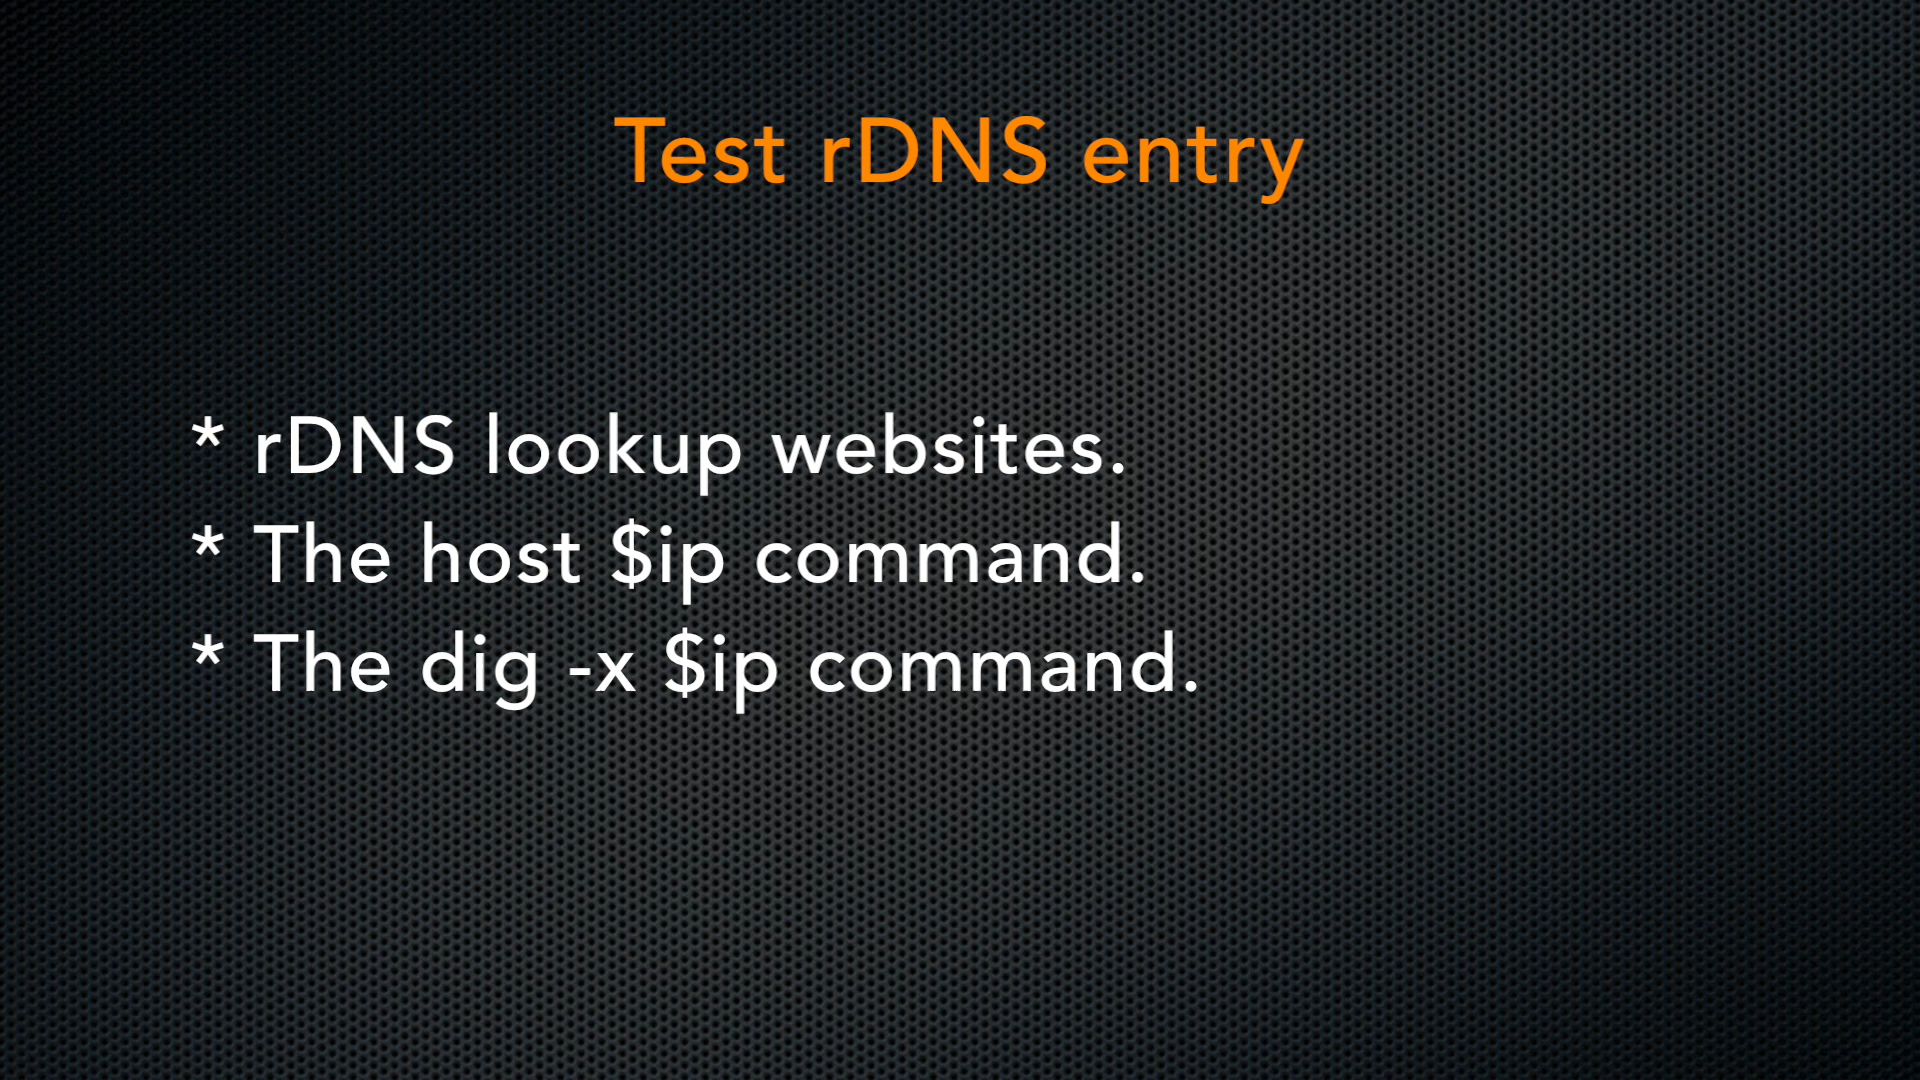 Test rDNS entry
* rDNS lookup websites.
* The host $ip command.
* The dig -x $ip command.